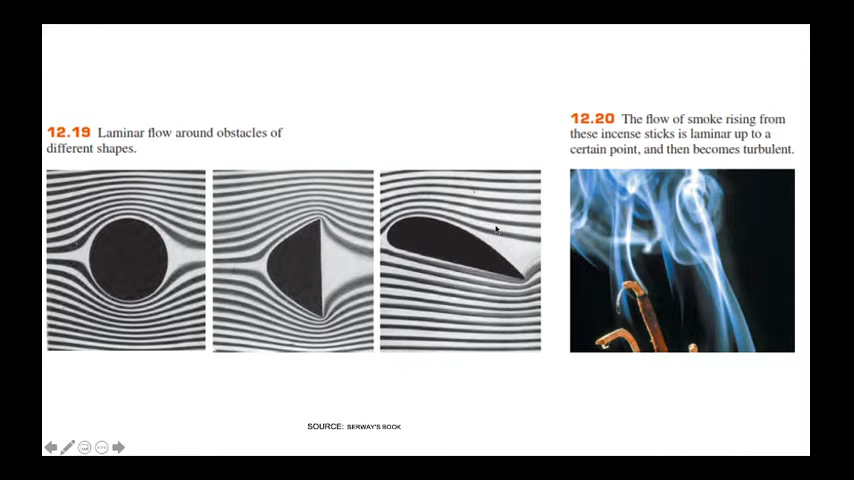 12.19 Laminar flow around obstacles of
different shapes.
12.20 The flow of smoke rising from
these incense sticks is laminar up to a
certain point, and then becomes turbulent.
SOURCE: SERWAY'S BOOK